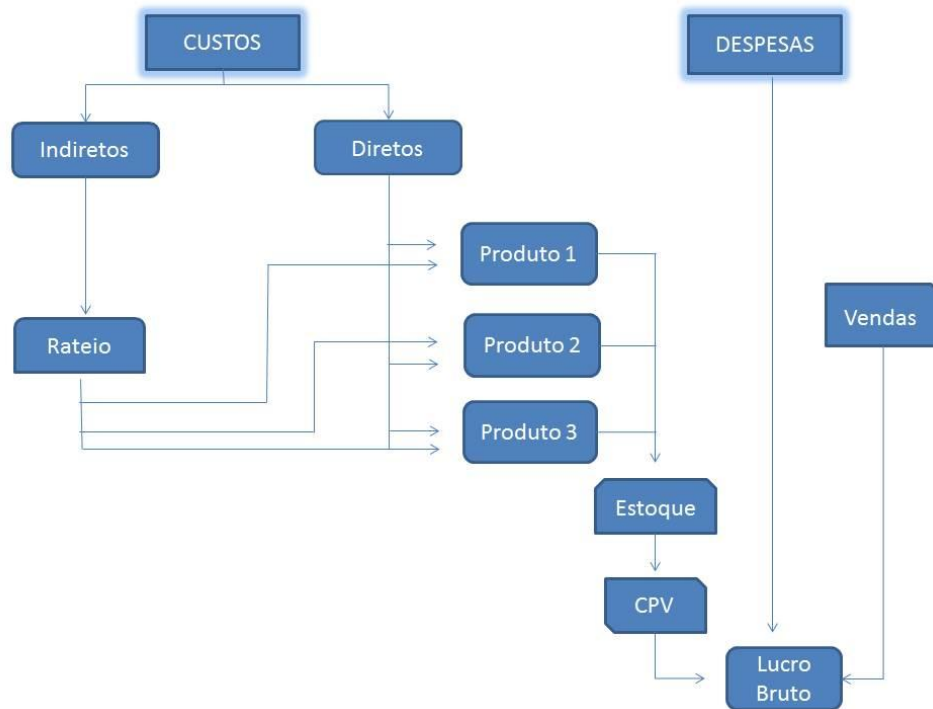 CUSTOS
DESPESAS
Indiretos
Diretos
Produto 1
Vendas
Rateio
Produto 2
Produto 3
Estoque
CPV
Lucro
Bruto